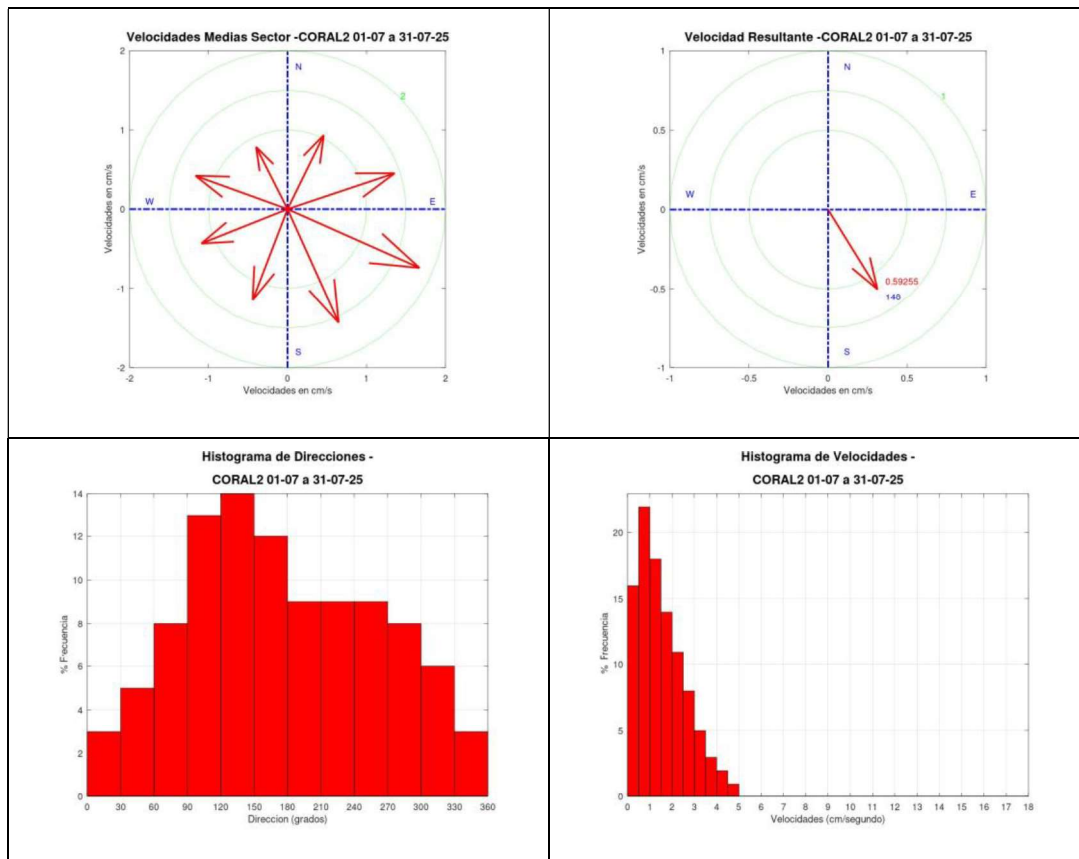 Velocidades Medias Sector -CORAL2 01-07 a 31-07-25
2
N
2
1
Velocidades en cm/s
W
0
E
-1
S
-2
-2 -1 0 1 2
Velocidades en cm/s
Velocidad Resultante -CORAL2 01-07 a 31-07-25
1
N
1
0.5
Velocidades en cm/s
W
0
E
-0.5
0.59255
140
S
-1
-1 -0.5 0 0.5 1
Velocidades en cm/s
Histograma de Direcciones -
CORAL2 01-07 a 31-07-25
14
12
10
8
% Frecuencia
6
4
2
0
0 30 60 90 120 150 180 210 240 270 300 330 360
Direccion (grados)
Histograma de Velocidades -
CORAL2 01-07 a 31-07-25
20
15
% Frecuencia
10
5
0
0 1 2 3 4 5 6 7 8 9 10 11 12 13 14 15 16 17 18
Velocidades (cm/segundo)